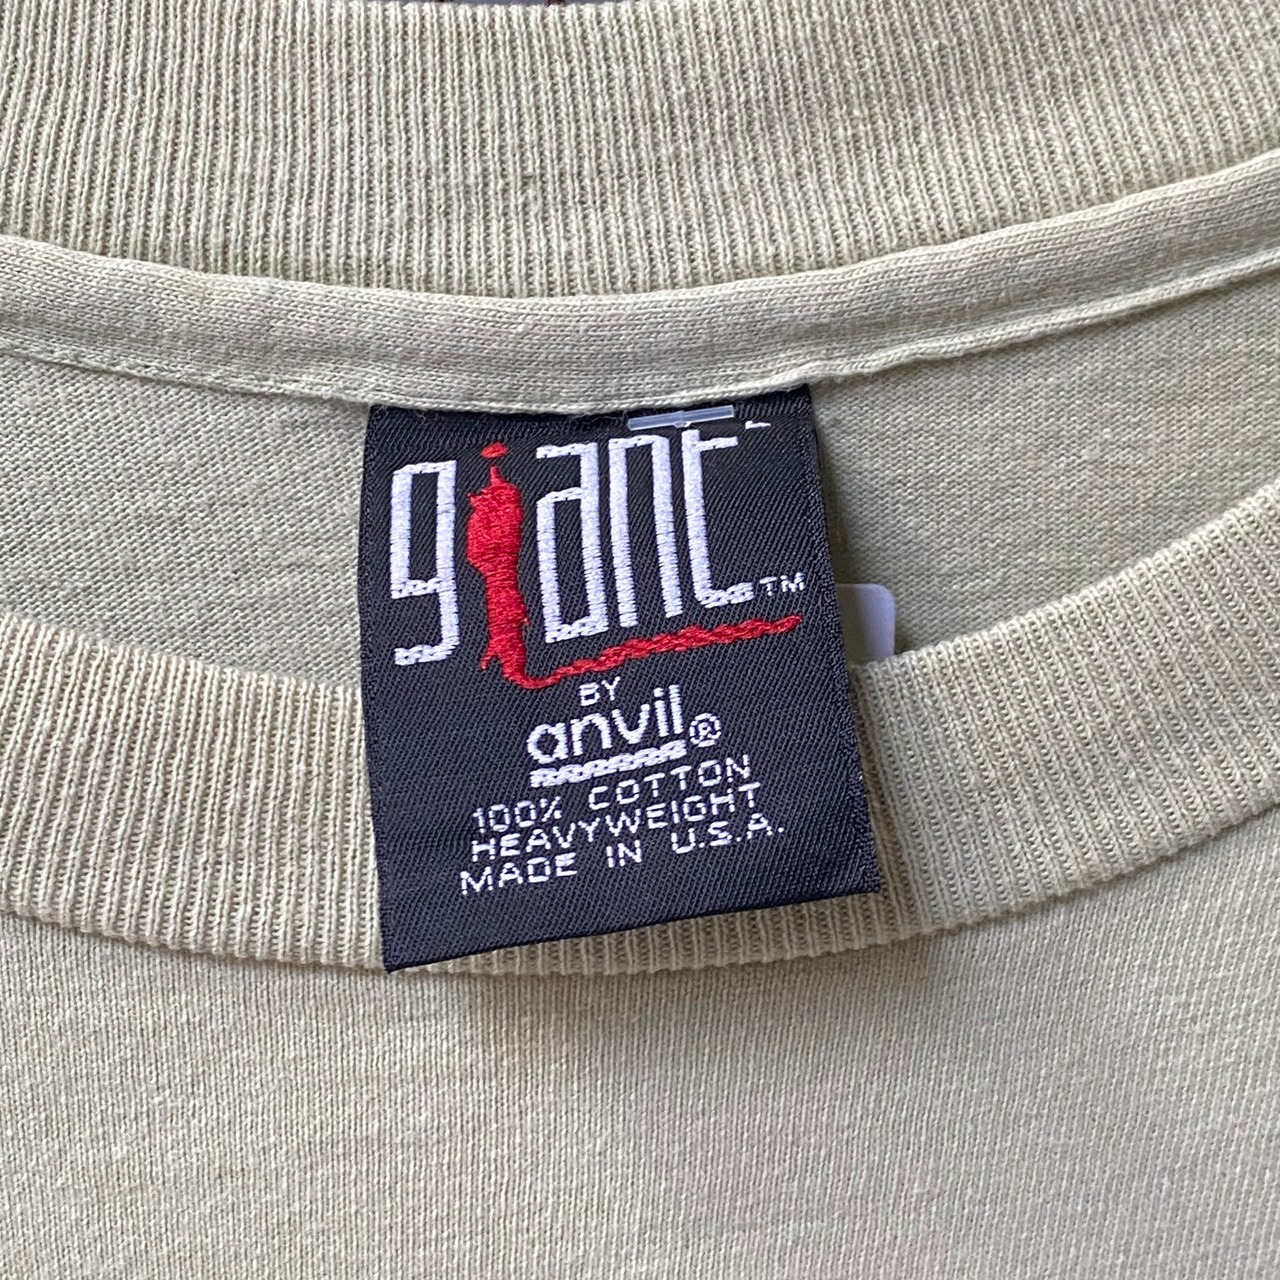 giant™
BY
anvil®
100% COTTON
HEAVYWEIGHT
MADE IN U.S.A.